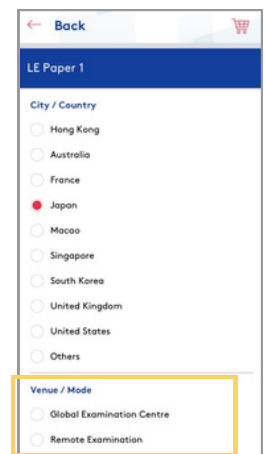 ← Back
LE Paper 1
City / Country
Hong Kong
Australia
France
Japan
Macao
Singapore
South Korea
United Kingdom
United States
Others
Venue / Mode
Global Examination Centre
Remote Examination